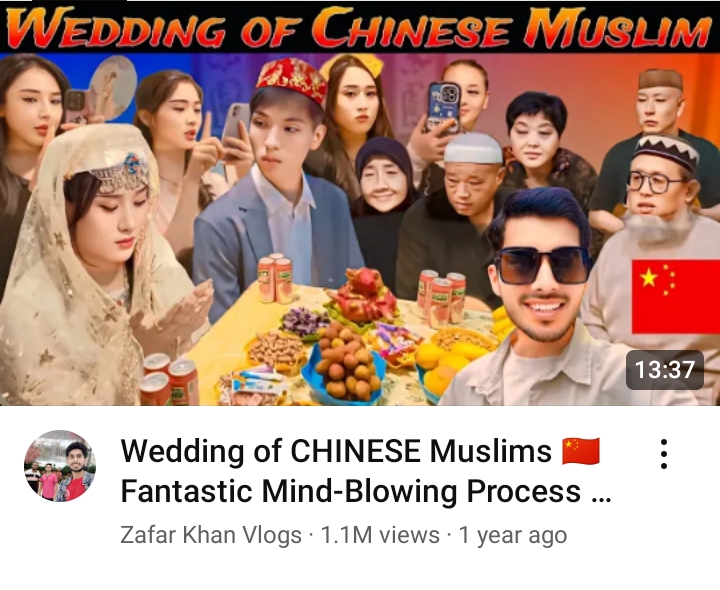 WEDDING OF CHINESE MUSLIM
13:37
Wedding of CHINESE Muslims 🇨🇳
Fantastic Mind-Blowing Process ...
Zafar Khan Vlogs · 1.1M views · 1 year ago